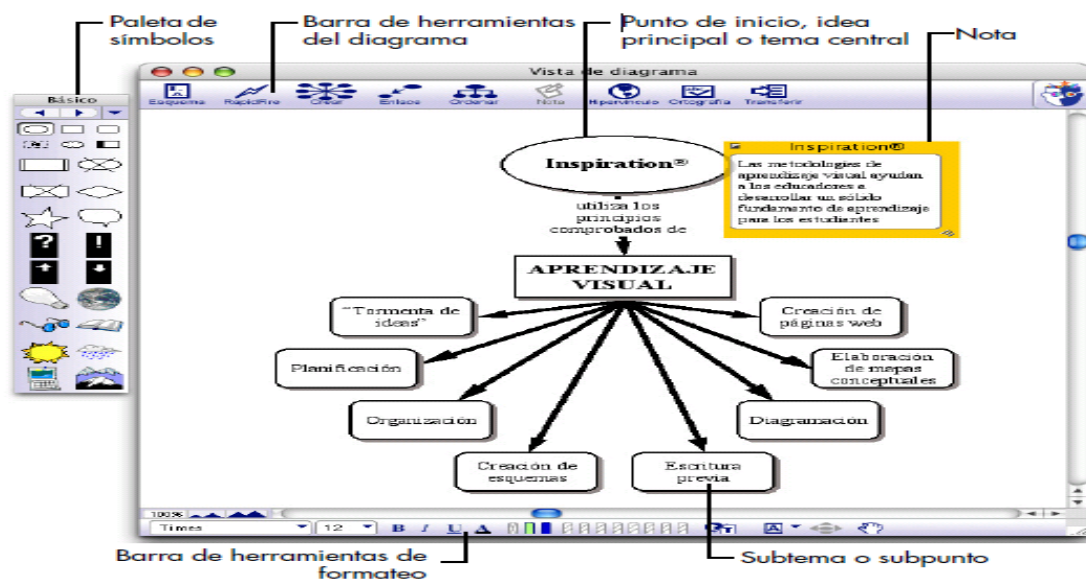 Paleta de
símbolos
Barra de herramientas
del diagrama
Punto de inicio, idea
principal o tema central
Nota
Vista de diagrama
Básico
Esquema RapidFire Crear Enlace Ordenar Nota Hipervínculo Ortografía Transferir
Inspiration®
utiliza los
principios
comprobados de
Inspiration®
Las metodologías de
aprendizaje visual ayudan
a los educadores a
desarrollar un sólido
fundamento de aprendizaje
para los estudiantes
APRENDIZAJE
VISUAL
"Tormenta de
ideas"
Planificación
Organización
Creación de
esquemas
Escritura
previa
Diagramación
Elaboración
de mapas
conceptuales
Creación de
páginas web
100%
Times 12 B I U A
Barra de herramientas de
formateo
Subtema o subpunto